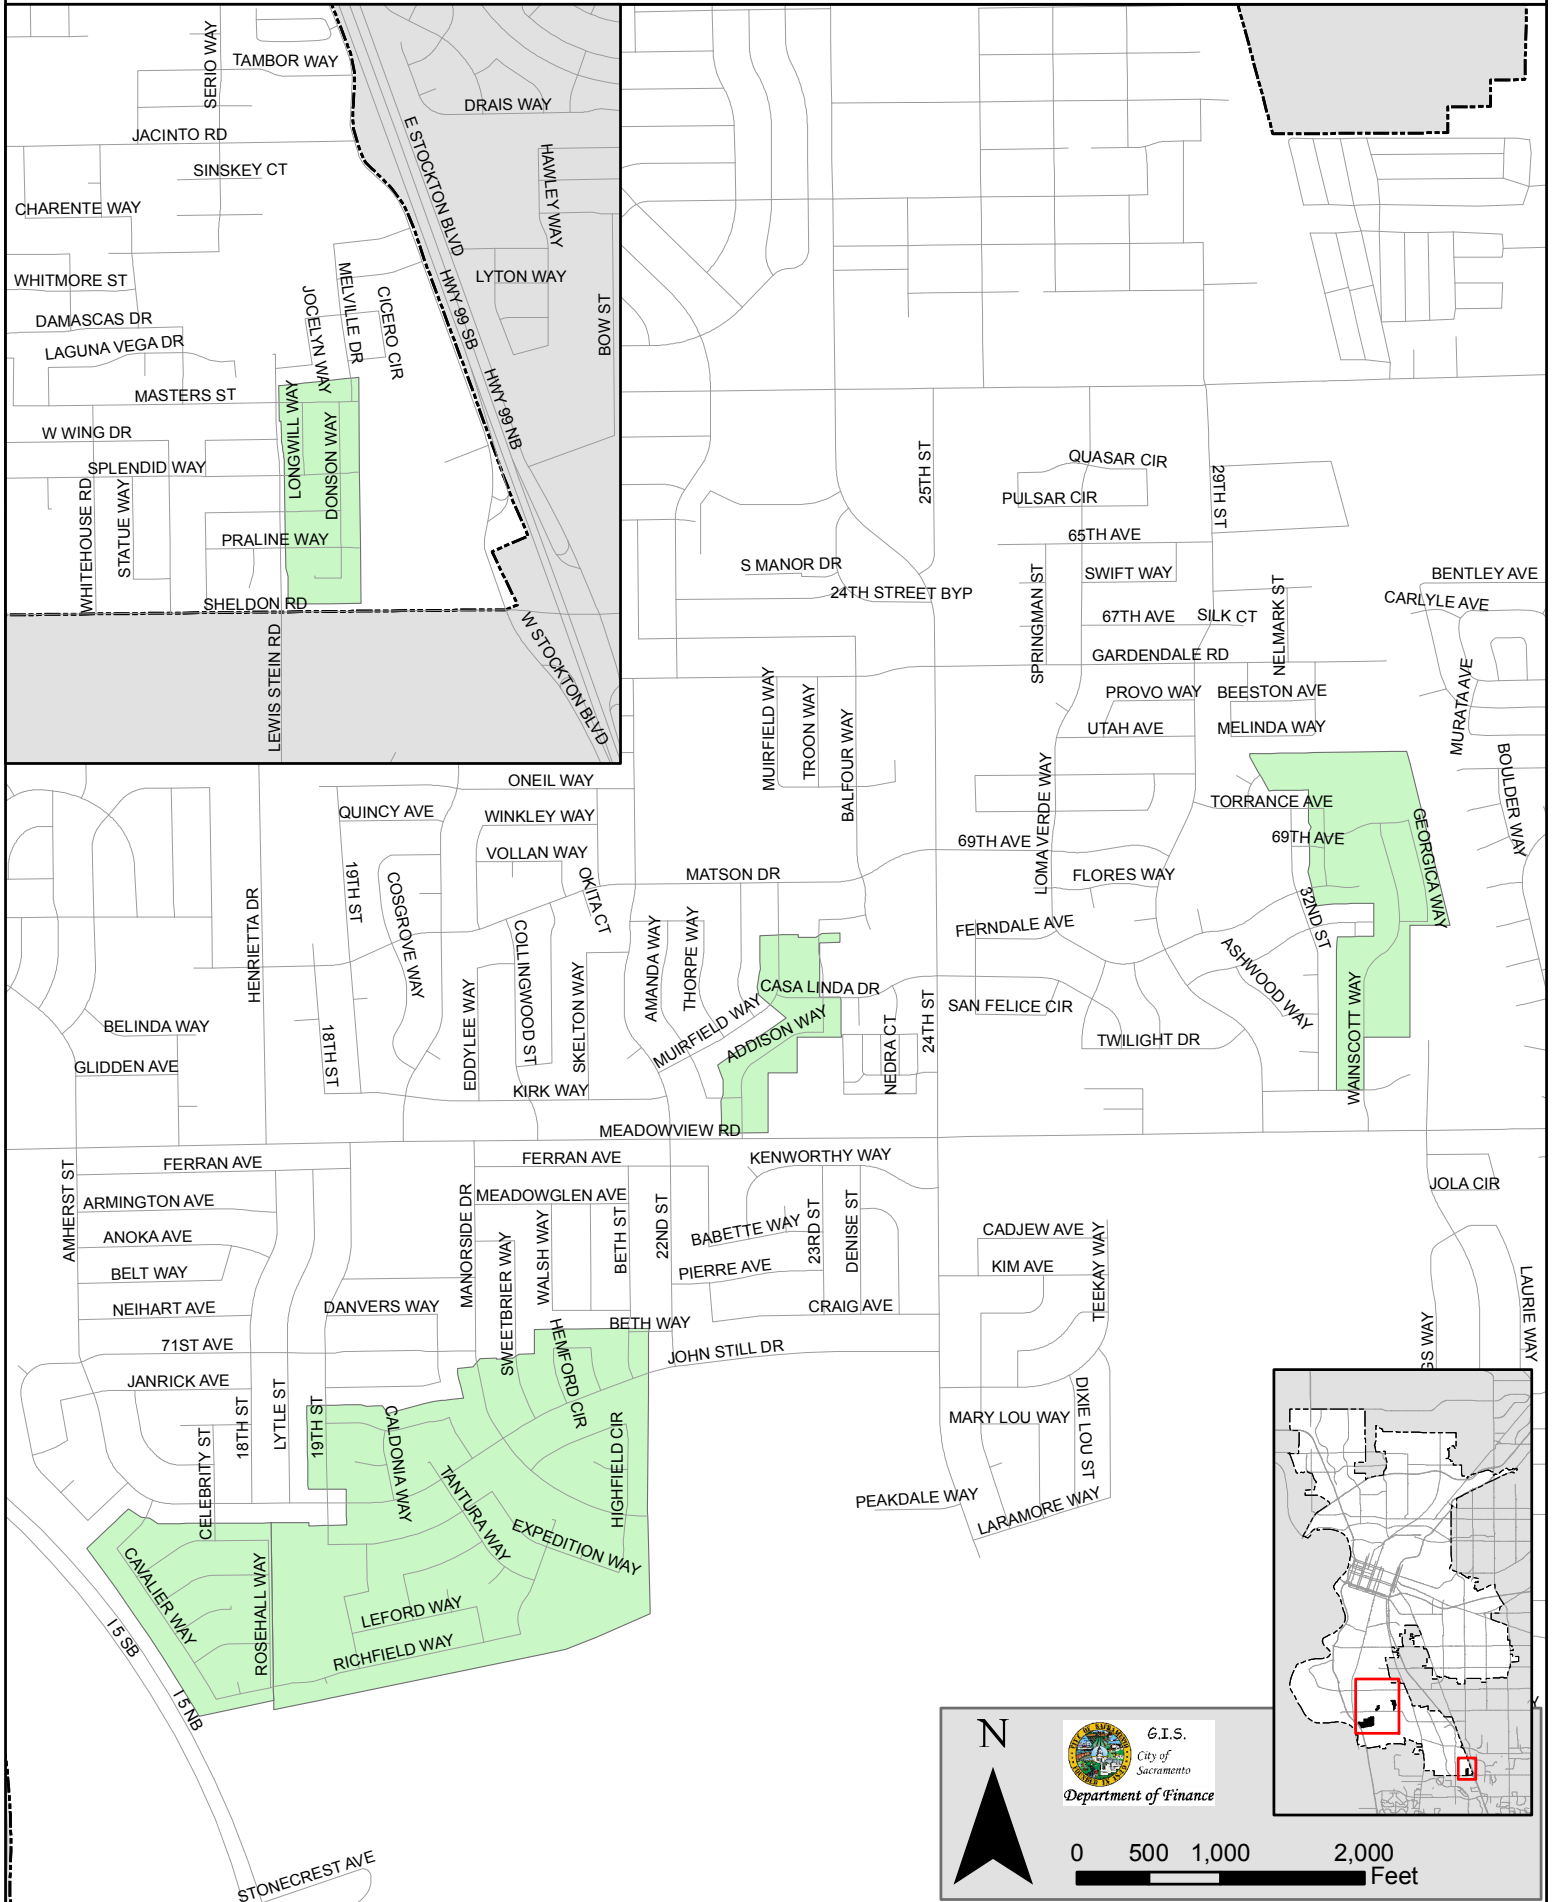 SERIO WAY
TAMBOR WAY
DRAIS WAY
JACINTO RD
E STOCKTON BLVD
HAWLEY WAY
SINSKEY CT
CHARENTE WAY
WHITMORE ST
MELVILLE DR
HWY 99 SB
LYTON WAY
JOCELYN WAY
CICERO CIR
BOW ST
DAMASCAS DR
LAGUNA VEGA DR
MASTERS ST
LONGWILL WAY
DONSON WAY
HWY 99 NB
W WING DR
SPLENDID WAY
WHITEHOUSE RD
STATUE WAY
PRALINE WAY
SHELDON RD
LEWIS STEIN RD
W STOCKTON BLVD
25TH ST
QUASAR CIR
29TH ST
PULSAR CIR
65TH AVE
S MANOR DR
24TH STREET BYP
SPRINGMAN ST
SWIFT WAY
NELMARK ST
BENTLEY AVE
CARLYLE AVE
67TH AVE
SILK CT
GARDENDALE RD
MURATA AVE
MUIRFIELD WAY
TROON WAY
BALFOUR WAY
PROVO WAY
BEESTON AVE
UTAH AVE
MELINDA WAY
BOULDER WAY
LOMA VERDE WAY
ONEIL WAY
QUINCY AVE
WINKLEY WAY
TORRANCE AVE
GEORGICA WAY
69TH AVE
69TH AVE
VOLLAN WAY
MATSON DR
FLORES WAY
HENRIETTA DR
19TH ST
COSGROVE WAY
OKITA CT
COLLINGWOOD ST
AMANDA WAY
THORPE WAY
FERNDALE AVE
32ND ST
ASHWOOD WAY
EDDYLEE WAY
SKELTON WAY
CASA LINDA DR
24TH ST
SAN FELICE CIR
WAINSCOTT WAY
BELINDA WAY
18TH ST
MUIRFIELD WAY
ADDISON WAY
NEDRA CT
TWILIGHT DR
GLIDDEN AVE
KIRK WAY
MEADOWVIEW RD
AMHERST ST
FERRAN AVE
FERRAN AVE
KENWORTHY WAY
JOLA CIR
ARMINGTON AVE
MANORSIDE DR
MEADOWGLEN AVE
22ND ST
ANOKA AVE
WALSH WAY
BETH ST
BABETTE WAY
23RD ST
DENISE ST
CADJEW AVE
TEEKAY WAY
BELT WAY
SWEETBRIER WAY
PIERRE AVE
KIM AVE
LAURIE WAY
NEIHART AVE
DANVERS WAY
HEMFORD CIR
BETH WAY
CRAIG AVE
GS WAY
71ST AVE
JOHN STILL DR
JANRICK AVE
18TH ST
LYTLE ST
19TH ST
CALDONIA WAY
HIGHFIELD CIR
DIXIE LOU ST
MARY LOU WAY
CELEBRITY ST
TANTURA WAY
EXPEDITION WAY
PEAKDALE WAY
LARAMORE WAY
CAVALIER WAY
ROSEHALL WAY
LEFORD WAY
RICHFIELD WAY
I 5 SB
I 5 NB
STONECREST AVE
Y
N
G.I.S.
City of
Sacramento
Department of Finance
0 500 1,000 2,000
Feet